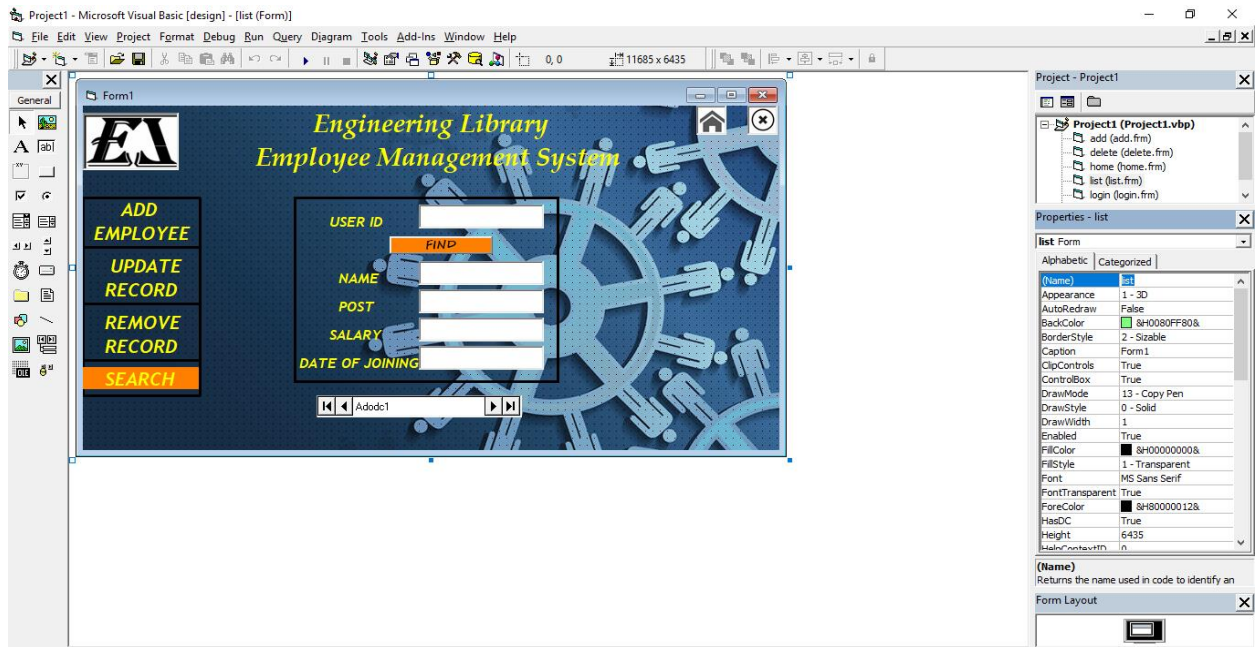 Project1 - Microsoft Visual Basic [design] - [list (Form)]
File Edit View Project Format Debug Run Query Diagram Tools Add-Ins Window Help
0, 0
11685 x 6435
General
A
ab|
xy
OLE
Form1
EL
Engineering Library
Employee Management System
ADD
EMPLOYEE
UPDATE
RECORD
REMOVE
RECORD
SEARCH
USER ID
FIND
NAME
POST
SALARY
DATE OF JOINING
Adodc1
Project - Project1
Project1 (Project1.vbp)
add (add.frm)
delete (delete.frm)
home (home.frm)
list (list.frm)
login (login.frm)
Properties - list
list Form
Alphabetic Categorized
(Name) list
Appearance 1 - 3D
AutoRedraw False
BackColor &H0080FF80&
BorderStyle 2 - Sizable
Caption Form1
ClipControls True
ControlBox True
DrawMode 13 - Copy Pen
DrawStyle 0 - Solid
DrawWidth 1
Enabled True
FillColor &H00000000&
FillStyle 1 - Transparent
Font MS Sans Serif
FontTransparent True
ForeColor &H80000012&
HasDC True
Height 6435
HelpContextID 0
(Name)
Returns the name used in code to identify an
Form Layout